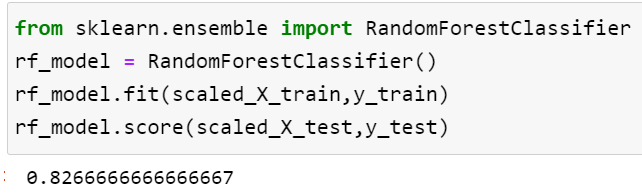 from sklearn.ensemble import RandomForestClassifier
rf_model = RandomForestClassifier()
rf_model.fit(scaled_X_train,y_train)
rf_model.score(scaled_X_test,y_test)
: 0.8266666666666667